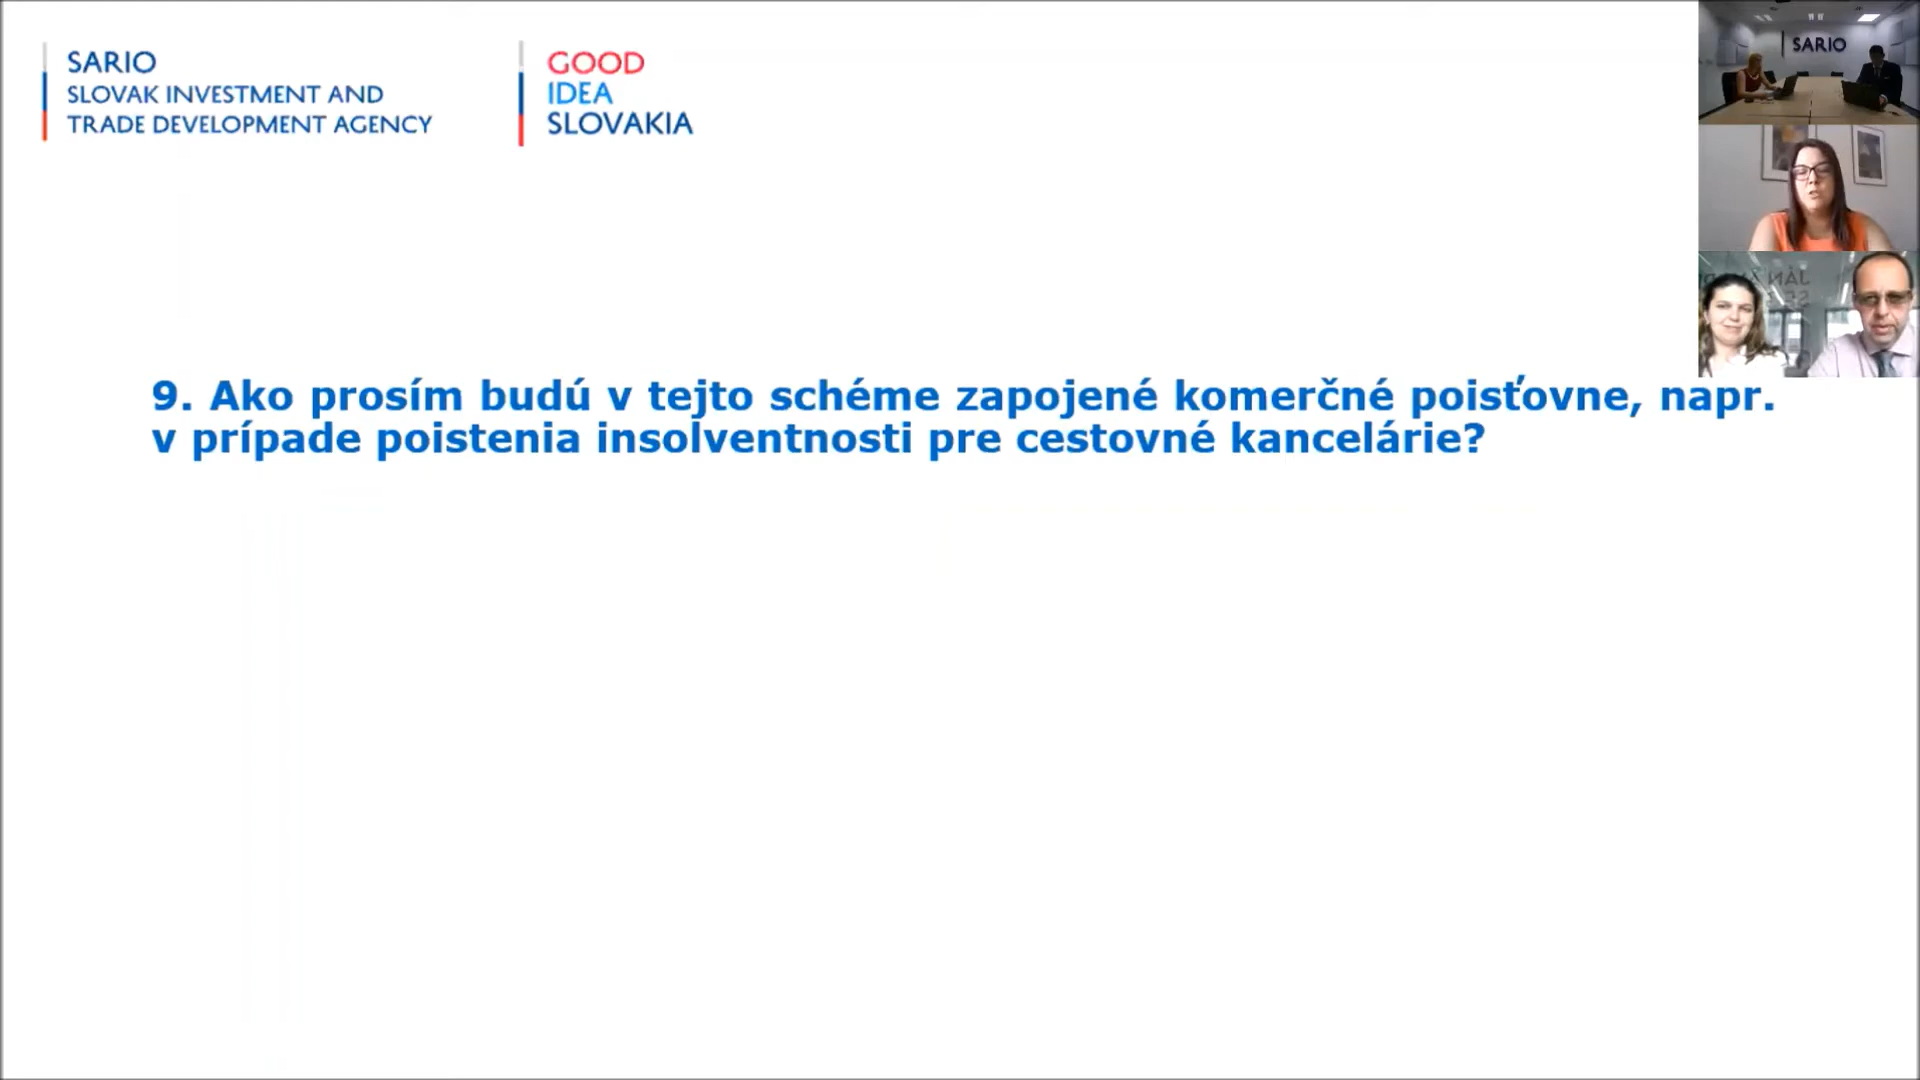 SARIO
SLOVAK INVESTMENT AND
TRADE DEVELOPMENT AGENCY
GOOD
IDEA
SLOVAKIA
SARIO
9. Ako prosím budú v tejto schéme zapojené komerčné poisťovne, napr.
v prípade poistenia insolventnosti pre cestovné kancelárie?